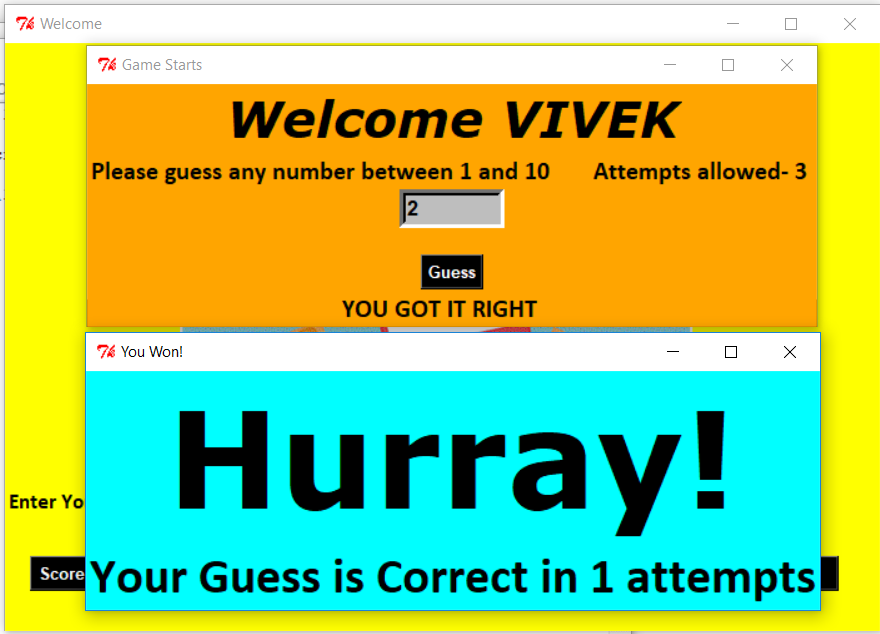 Welcome
Game Starts
Welcome VIVEK
Please guess any number between 1 and 10 Attempts allowed- 3
2
Guess
YOU GOT IT RIGHT
You Won!
Hurray!
Your Guess is Correct in 1 attempts
Enter Yo
Score